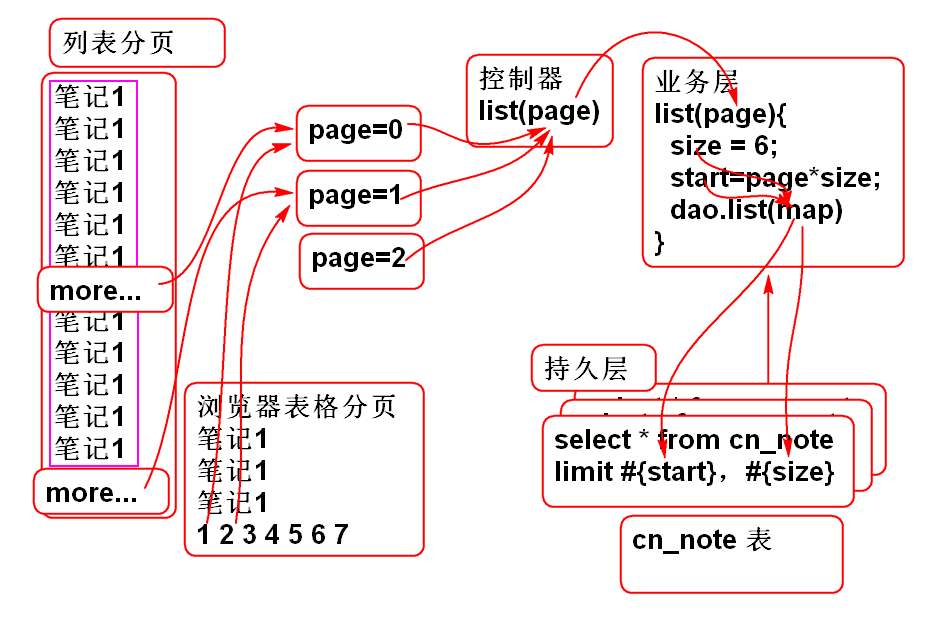 列表分页
笔记1
笔记1
笔记1
笔记1
笔记1
笔记1
more...
笔记1
笔记1
笔记1
笔记1
笔记1
more...
page=0
page=1
page=2
浏览器表格分页
笔记1
笔记1
笔记1
1 2 3 4 5 6 7
控制器
list(page)
业务层
list(page){
size = 6;
start=page*size;
dao.list(map)
}
持久层
select * from cn_note
limit #{start}，#{size}
cn_note 表